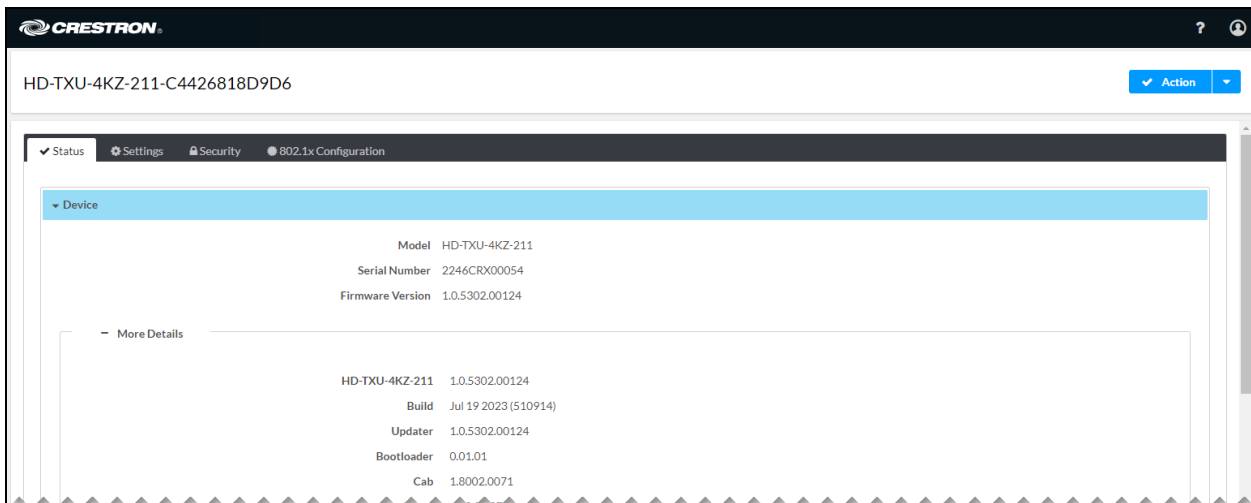 CRESTRON®
?
HD-TXU-4KZ-211-C4426818D9D6
Action
Status Settings Security 802.1x Configuration
Device
Model HD-TXU-4KZ-211
Serial Number 2246CRX00054
Firmware Version 1.0.5302.00124
− More Details
HD-TXU-4KZ-211 1.0.5302.00124
Build Jul 19 2023 (510914)
Updater 1.0.5302.00124
Bootloader 0.01.01
Cab 1.8002.0071